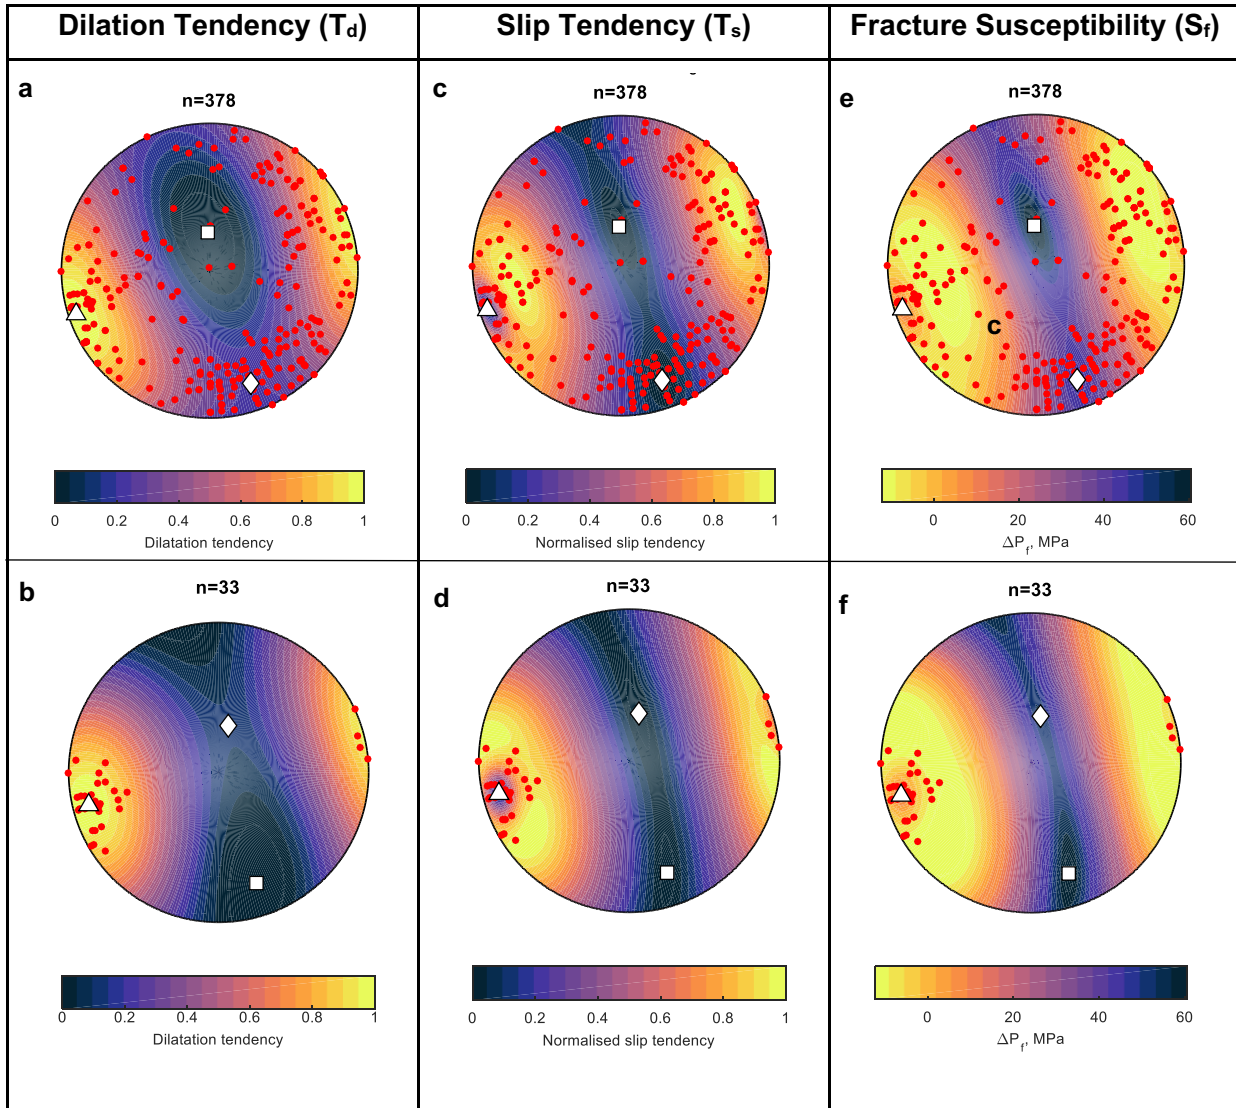 Dilation Tendency (Td)
Slip Tendency (Ts)
Fracture Susceptibility (Sf)
a
n=378
0 0.2 0.4 0.6 0.8 1
Dilatation tendency
c
n=378
0 0.2 0.4 0.6 0.8 1
Normalised slip tendency
e
n=378
c
0 20 40 60
ΔPf, MPa
b
n=33
0 0.2 0.4 0.6 0.8 1
Dilatation tendency
d
n=33
0 0.2 0.4 0.6 0.8 1
Normalised slip tendency
f
n=33
0 20 40 60
ΔPf, MPa